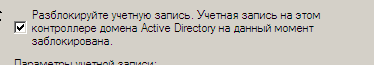 Разблокируйте учетную запись. Учетная запись на этом
контроллере домена Active Directory на данный момент
заблокирована.
Параметры учетной записи: